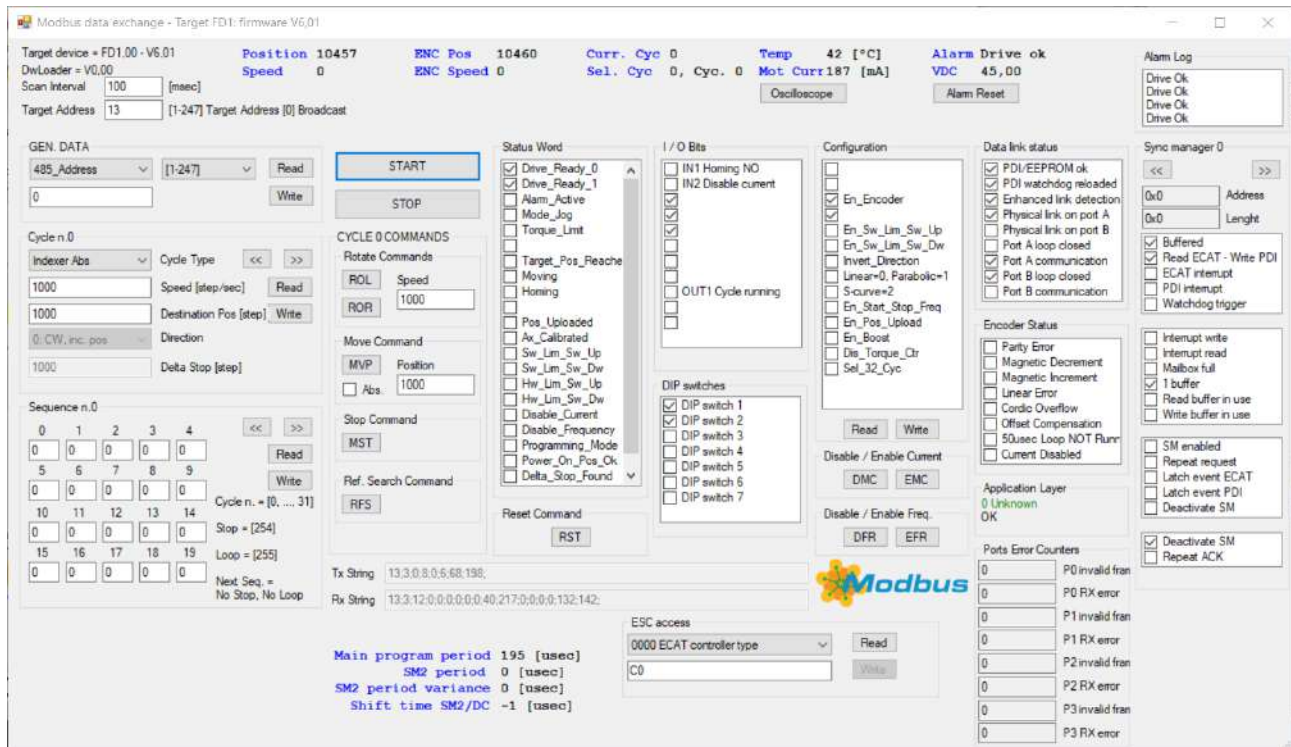 Modbus data exchange - Target FD1: firmware V6,01
Target device = FD1.00 - V6.01
DwLoader = V0,00
Scan Interval 100 [msec]
Target Address 13 [1-247] Target Address [0] Broadcast
Position 10457
Speed 0
ENC Pos 10460
ENC Speed 0
Curr. Cyc 0
Sel. Cyc 0, Cyc. 0
Temp 42 [°C]
Mot Curr187 [mA]
Oscilloscope
Alarm Drive ok
VDC 45,00
Alarm Reset
Alarm Log
Drive Ok
Drive Ok
Drive Ok
Drive Ok
GEN. DATA
485_Address [1-247] Read
0 Write
Cycle n.0
Indexer Abs Cycle Type << >>
1000 Speed [step/sec] Read
1000 Destination Pos [step] Write
0: CW, inc. pos Direction
1000 Delta Stop [step]
Sequence n.0
0 1 2 3 4 << >>
0 0 0 0 0 Read
5 6 7 8 9
0 0 0 0 0 Write
Cycle n. = [0, ..., 31]
10 11 12 13 14
0 0 0 0 0 Stop = [254]
15 16 17 18 19 Loop = [255]
0 0 0 0 0
Next Seq. =
No Stop, No Loop
START
STOP
CYCLE 0 COMMANDS
Rotate Commands
ROL Speed
ROR 1000
Move Command
MVP Position
Abs. 1000
Stop Command
MST
Ref. Search Command
RFS
Status Word
Drive_Ready_0
Drive_Ready_1
Alarm_Active
Mode_Jog
Torque_Limit
Target_Pos_Reache
Moving
Homing
Pos_Uploaded
Ax_Calibrated
Sw_Lim_Sw_Up
Sw_Lim_Sw_Dw
Hw_Lim_Sw_Up
Hw_Lim_Sw_Dw
Disable_Current
Disable_Frequency
Programming_Mode
Power_On_Pos_Ok
Delta_Stop_Found
Reset Command
RST
I / O Bits
IN1 Homing NO
IN2 Disable current
OUT1 Cycle running
DIP switches
DIP switch 1
DIP switch 2
DIP switch 3
DIP switch 4
DIP switch 5
DIP switch 6
DIP switch 7
Configuration
En_Encoder
En_Sw_Lim_Sw_Up
En_Sw_Lim_Sw_Dw
Invert_Direction
Linear=0, Parabolic=1
S-curve=2
En_Start_Stop_Freq
En_Pos_Upload
En_Boost
Dis_Torque_Ctr
Sel_32_Cyc
Read Write
Disable / Enable Current
DMC EMC
Disable / Enable Freq.
DFR EFR
Data link status
PDI/EEPROM ok
PDI watchdog reloaded
Enhanced link detection
Physical link on port A
Physical link on port B
Port A loop closed
Port A communication
Port B loop closed
Port B communication
Encoder Status
Parity Error
Magnetic Decrement
Magnetic Increment
Linear Error
Cordic Overflow
Offset Compensation
50usec Loop NOT Runn
Current Disabled
Application Layer
0 Unknown
OK
Ports Error Counters
0 P0 invalid fran
0 P0 RX error
0 P1 invalid fran
0 P1 RX error
0 P2 invalid fran
0 P2 RX error
0 P3 invalid fran
0 P3 RX error
Sync manager 0
<< >>
0x0 Address
0x0 Lenght
Buffered
Read ECAT - Write PDI
ECAT interrupt
PDI interrupt
Watchdog trigger
Interrupt write
Interrupt read
Mailbox full
1 buffer
Read buffer in use
Write buffer in use
SM enabled
Repeat request
Latch event ECAT
Latch event PDI
Deactivate SM
Deactivate SM
Repeat ACK
Tx String 13;3;0;8;0;6;68;198;
Rx String 13;3;12;0;0;0;0;0;0;40;217;0;0;0;0;132;142;
Modbus
ESC access
0000 ECAT controller type Read
C0 Write
Main program period 195 [usec]
SM2 period 0 [usec]
SM2 period variance 0 [usec]
Shift time SM2/DC -1 [usec]